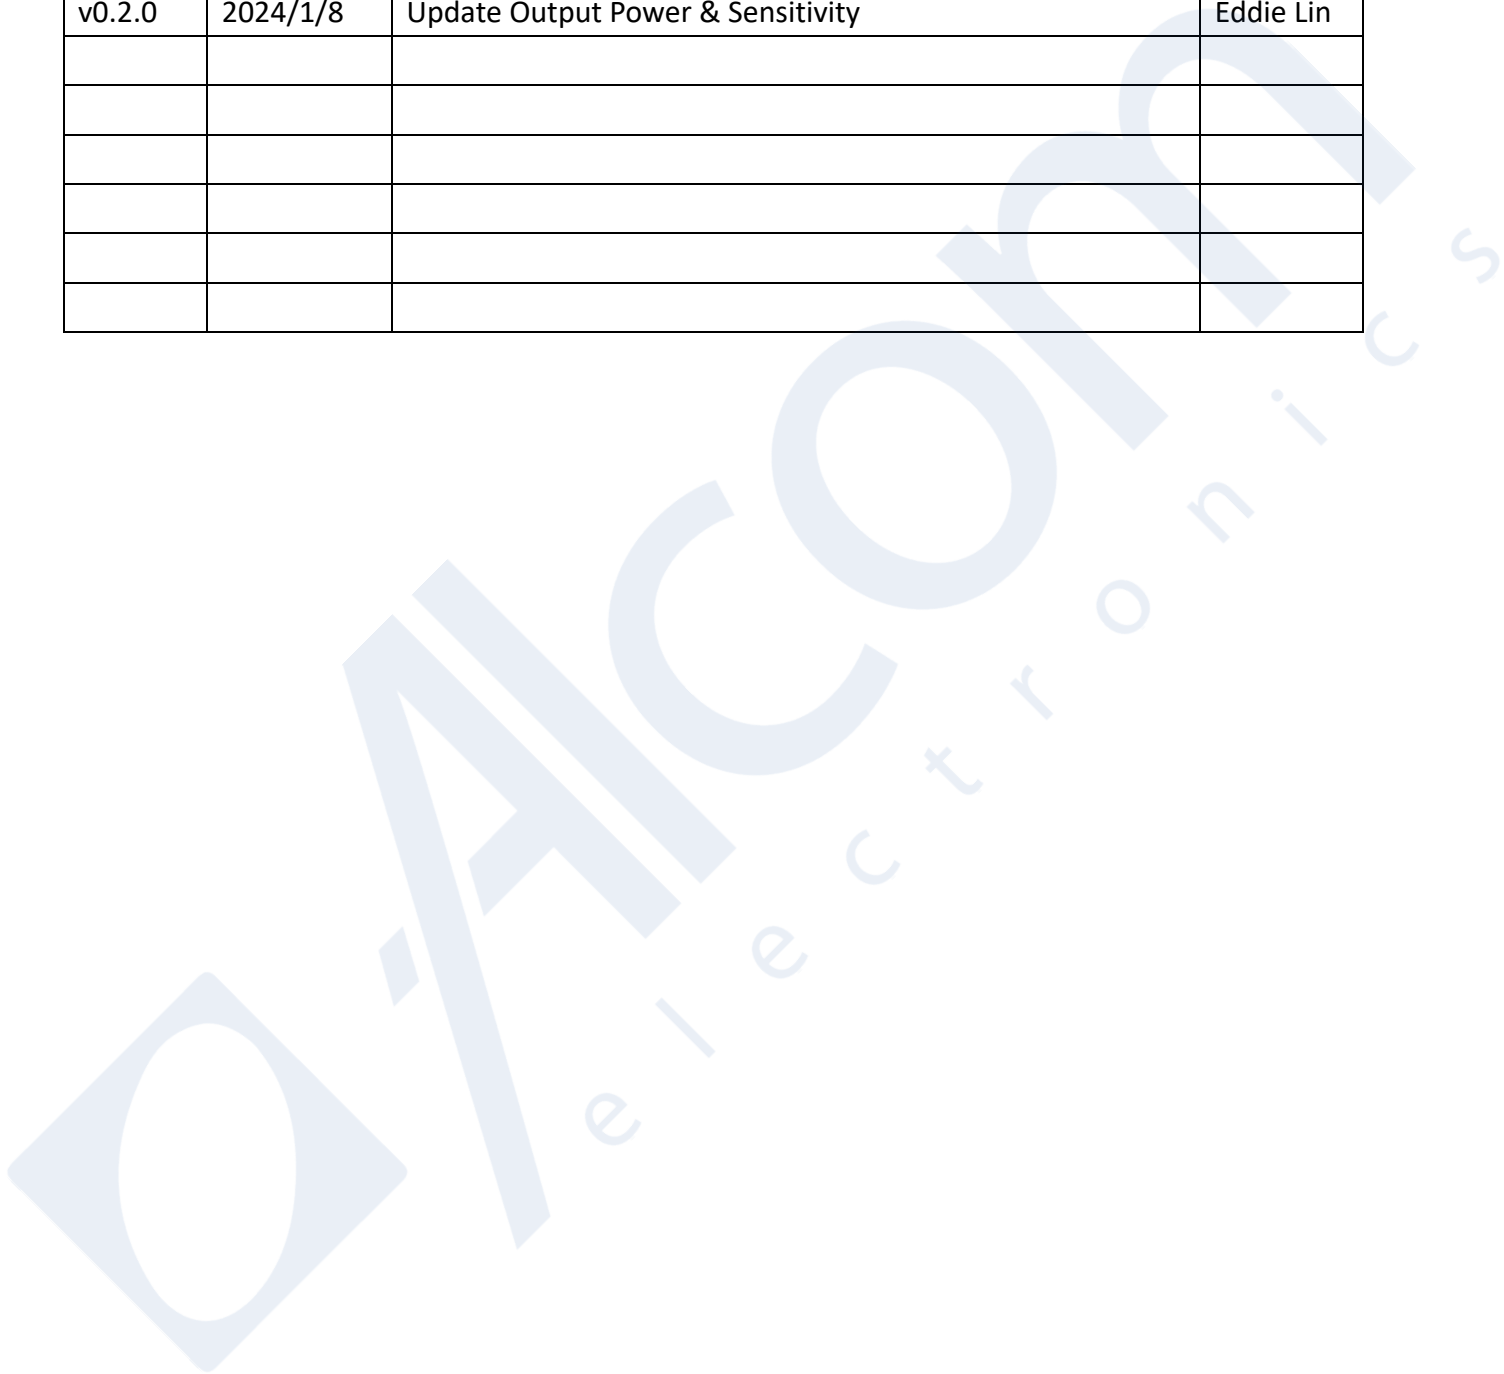 v0.2.0 2024/1/8 Update Output Power & Sensitivity Eddie Lin
Alcom
electronics